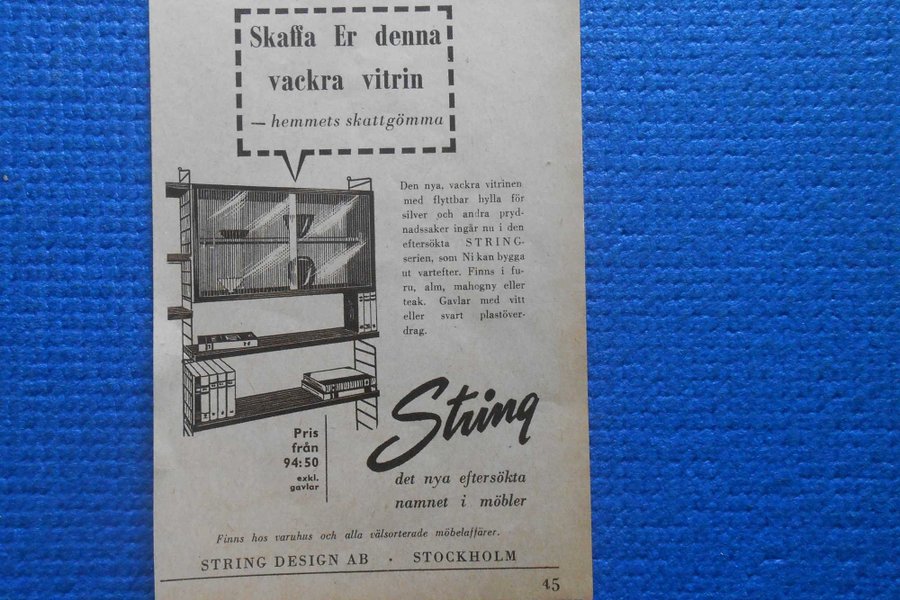 Skaffa Er denna
vackra vitrin
— hemmets skattgömma
Den nya, vackra vitrinen
med flyttbar hylla för
silver och andra pryd-
nadssaker ingår nu i den
eftersökta STRING-
serien, som Ni kan bygga
ut vartefter. Finns i fu-
ru, alm, mahogny eller
teak. Gavlar med vitt
eller svart plastöver-
drag.
Pris
från
94:50
exkl.
gavlar
String
det nya eftersökta
namnet i möbler
Finns hos varuhus och alla välsorterade möbelaffärer.
STRING DESIGN AB · STOCKHOLM
45